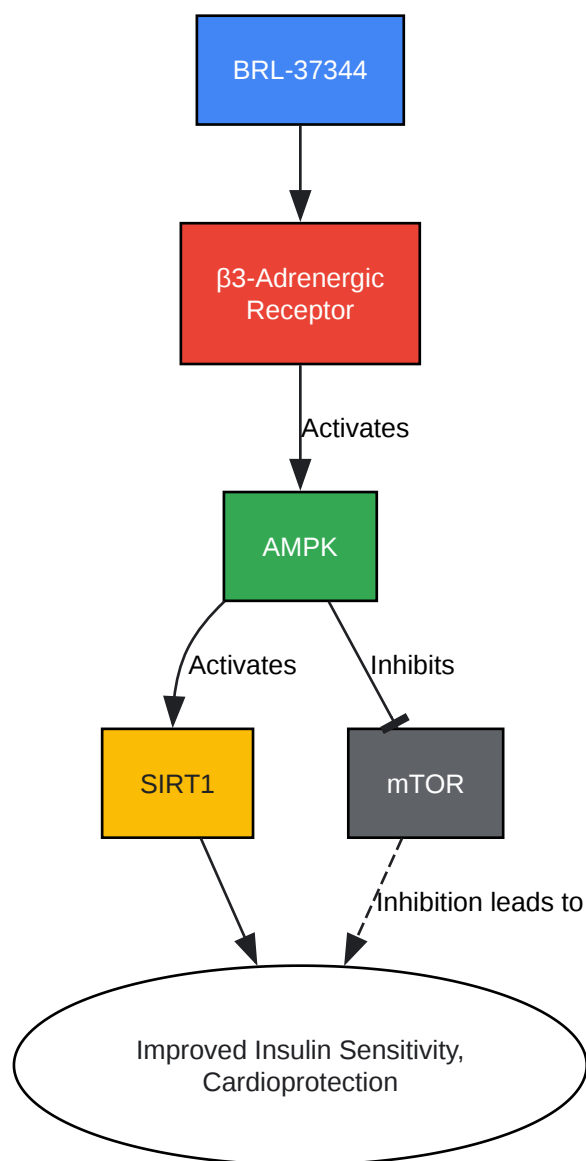 BRL-37344
β3-Adrenergic
Receptor
Activates
AMPK
Activates
Inhibits
SIRT1
mTOR
Inhibition leads to
Improved Insulin Sensitivity,
Cardioprotection